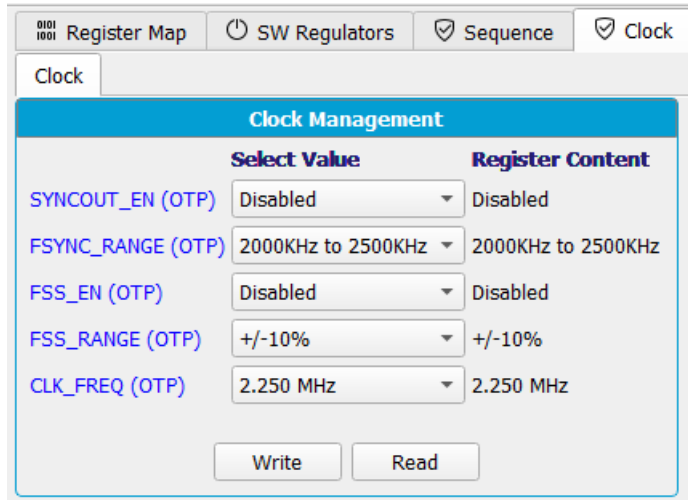 Register Map SW Regulators Sequence Clock
Clock
Clock Management
Select Value Register Content
SYNCOUT_EN (OTP) Disabled Disabled
FSYNC_RANGE (OTP) 2000KHz to 2500KHz 2000KHz to 2500KHz
FSS_EN (OTP) Disabled Disabled
FSS_RANGE (OTP) +/-10% +/-10%
CLK_FREQ (OTP) 2.250 MHz 2.250 MHz
Write Read